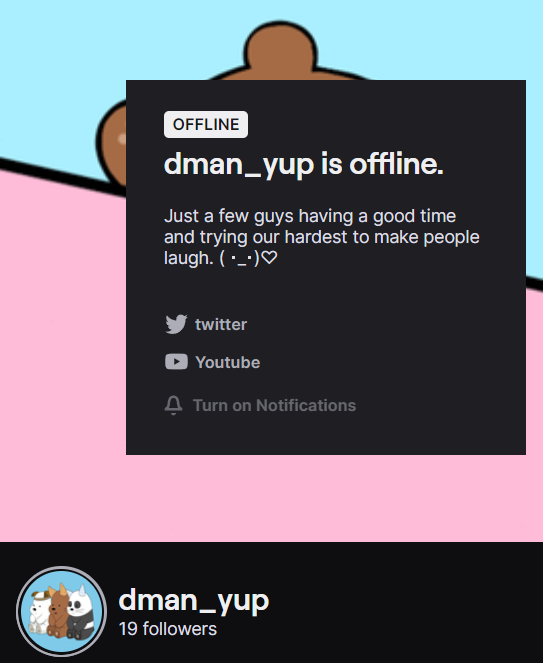 OFFLINE
dman_yup is offline.
Just a few guys having a good time
and trying our hardest to make people
laugh. ( •_•)♡
twitter
Youtube
Turn on Notifications
dman_yup
19 followers